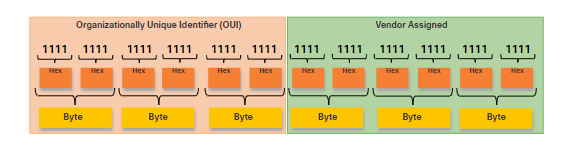 Organizationally Unique Identifier (OUI) Vendor Assigned
1111 1111 1111 1111 1111 1111 1111 1111 1111 1111 1111 1111
Hex Hex Hex Hex Hex Hex Hex Hex Hex Hex Hex Hex
Byte Byte Byte Byte Byte Byte